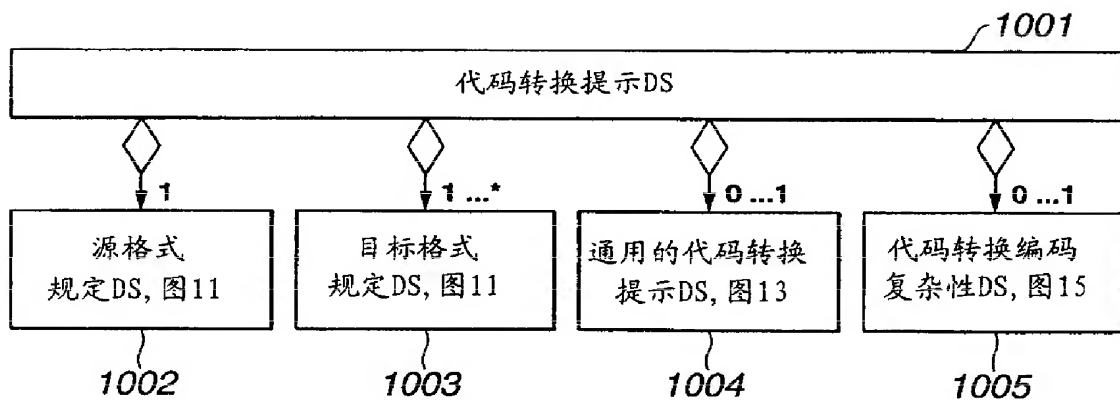 1001
代码转换提示DS
1
1...*
0...1
0...1
源格式
规定DS,图11
目标格式
规定DS,图11
通用的代码转换
提示DS,图13
代码转换编码
复杂性DS,图15
1002
1003
1004
1005